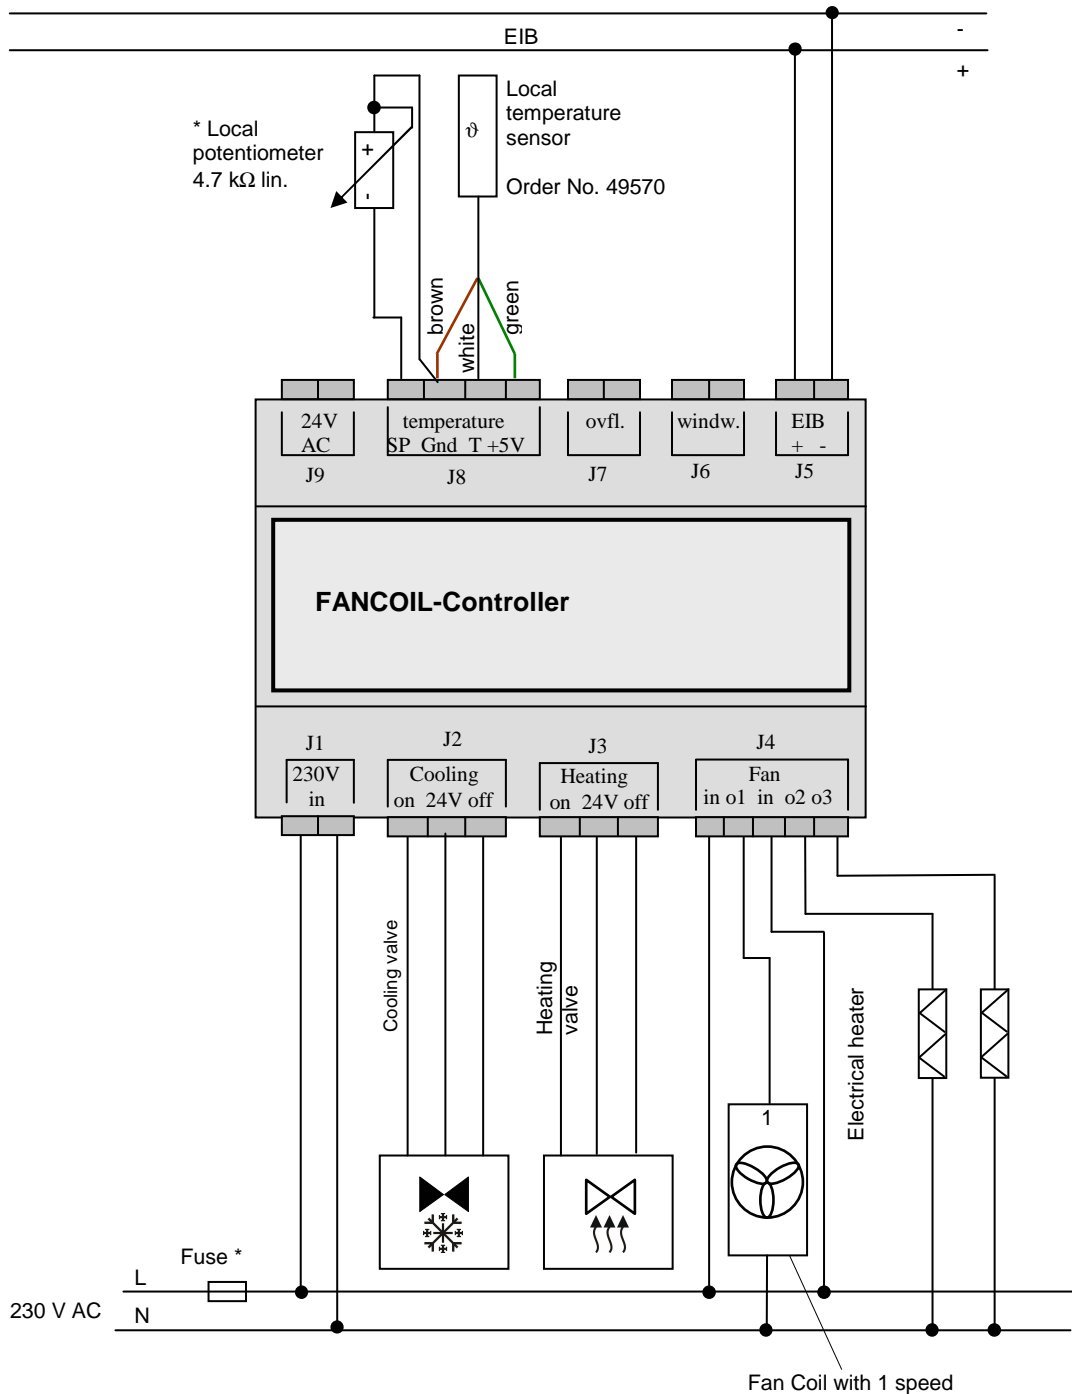 -
EIB
+
Local
temperature
sensor
Order No. 49570
* Local
potentiometer
4.7 kΩ lin.
+
-
ϑ
brown
white
green
24V
AC
J9
temperature
SP Gnd T +5V
J8
ovfl.
J7
windw.
J6
EIB
+ -
J5
FANCOIL-Controller
J1
230V
in
J2
Cooling
on 24V off
J3
Heating
on 24V off
J4
Fan
in o1 in o2 o3
Cooling valve
Heating
valve
Electrical heater
1
Fuse *
L
230 V AC
N
Fan Coil with 1 speed